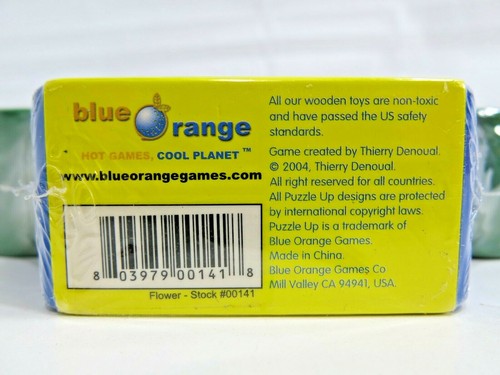 blue Orange
HOT GAMES, COOL PLANET ™
www.blueorangegames.com
8 03979 00141 8
Flower - Stock #00141
All our wooden toys are non-toxic
and have passed the US safety
standards.
Game created by Thierry Denoual.
© 2004, Thierry Denoual.
All right reserved for all countries.
All Puzzle Up designs are protected
by international copyright laws.
Puzzle Up is a trademark of
Blue Orange Games.
Made in China.
Blue Orange Games Co
Mill Valley CA 94941, USA.